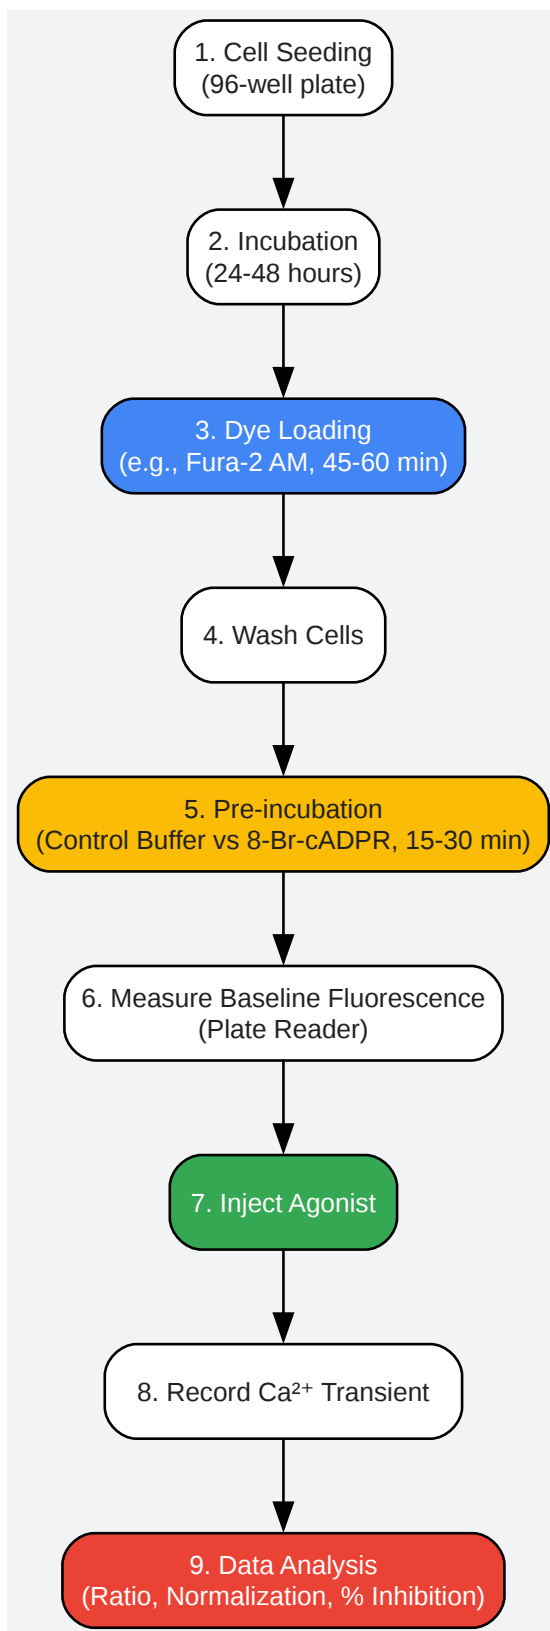 1. Cell Seeding
(96-well plate)
2. Incubation
(24-48 hours)
3. Dye Loading
(e.g., Fura-2 AM, 45-60 min)
4. Wash Cells
5. Pre-incubation
(Control Buffer vs 8-Br-cADPR, 15-30 min)
6. Measure Baseline Fluorescence
(Plate Reader)
7. Inject Agonist
8. Record Ca²⁺ Transient
9. Data Analysis
(Ratio, Normalization, % Inhibition)